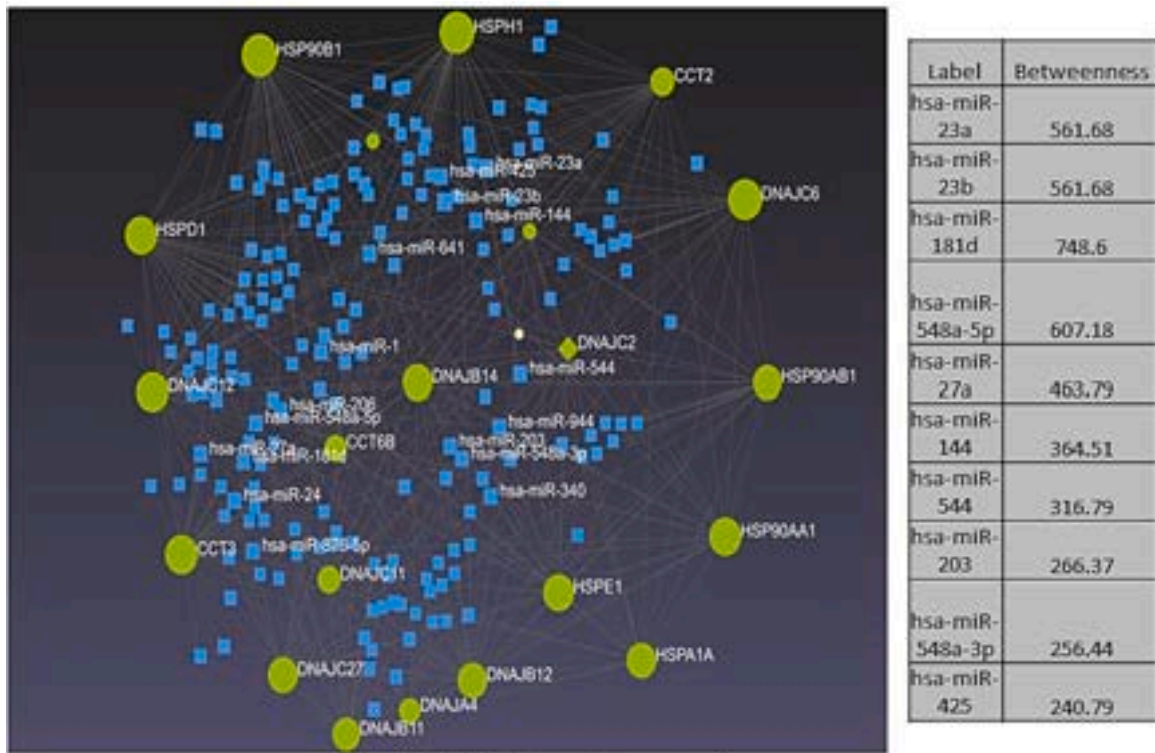 HSPH1
HSP90B1
CCT2
hsa-miR-23a
hsa-miR-425
hsa-miR-23b
DNAJC6
hsa-miR-144
HSPD1
hsa-miR-641
hsa-miR-1
DNAJC2
hsa-miR-544
DNAJB14
HSP90AB1
DNAJC12
hsa-miR-206
hsa-miR-548a-5p
hsa-miR-944
CCT6B
hsa-miR-203
hsa-miR-27a
hsa-miR-181d
hsa-miR-548a-3p
hsa-miR-24
hsa-miR-340
HSP90AA1
CCT3
DNAJC11
HSPE1
HSPA1A
DNAJC27
DNAJB12
DNAJA4
DNAJB11
Label Betweenness
hsa-miR-
23a 561.68
hsa-miR-
23b 561.68
hsa-miR-
181d 748.6
hsa-miR-
548a-5p 607.18
hsa-miR-
27a 463.79
hsa-miR-
144 364.51
hsa-miR-
544 316.79
hsa-miR-
203 266.37
hsa-miR-
548a-3p 256.44
hsa-miR-
425 240.79